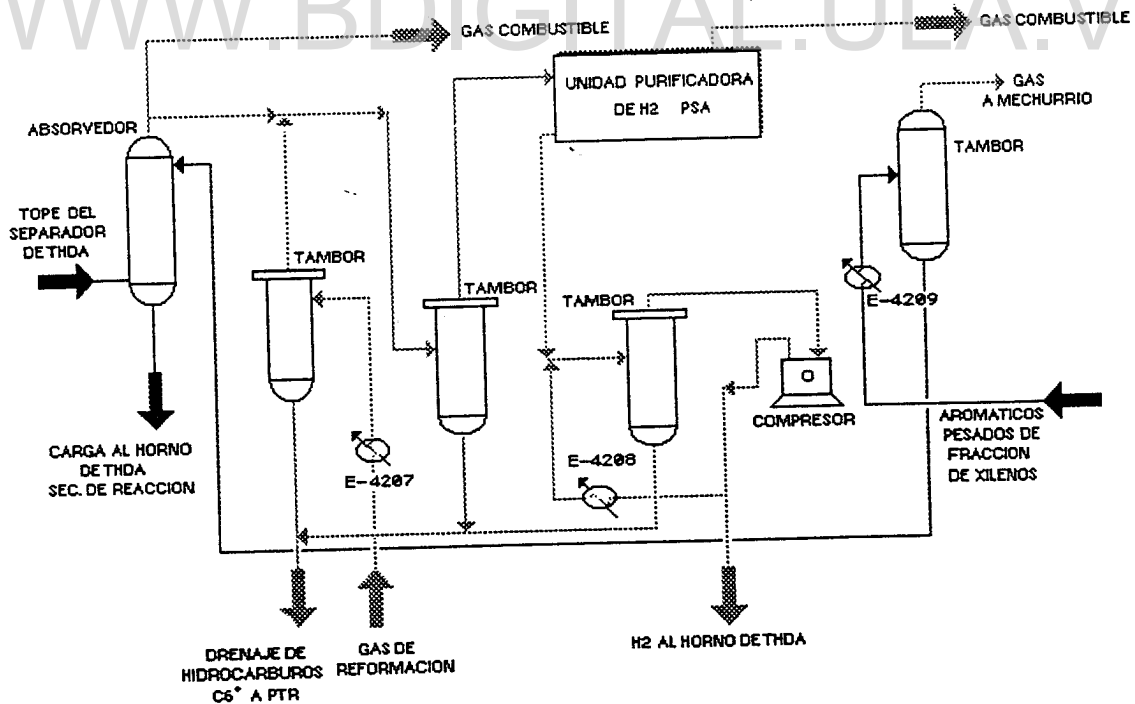 WWW.BDIGITAL.ULA.V
GAS COMBUSTIBLE
GAS COMBUSTIBLE
UNIDAD PURIFICADORA
DE H2 PSA
GAS
A MECHURRIO
ABSORVEDOR
TAMBOR
TOPE DEL
SEPARADOR
DE THDA
TAMBOR
TAMBOR
TAMBOR
E-4209
COMPRESOR
AROMATICOS
PESADOS DE
FRACCION
DE XILENOS
CARGA AL HORNO
DE THDA
SEC. DE REACCION
E-4207
E-4208
DRENAJE DE
HIDROCARBUROS
C6+ A PTR
GAS DE
REFORMACION
H2 AL HORNO DE THDA